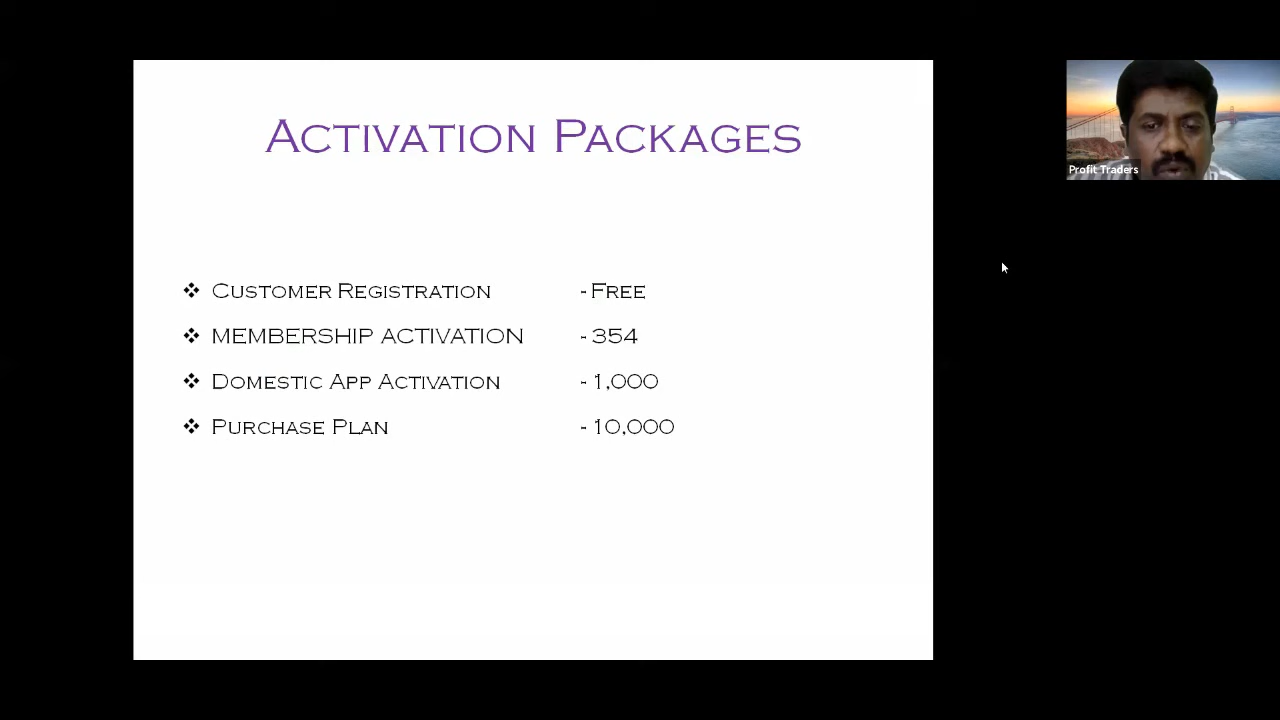 Activation Packages
Customer Registration - Free
MEMBERSHIP ACTIVATION - 354
Domestic App Activation - 1,000
Purchase Plan - 10,000
Profit Traders